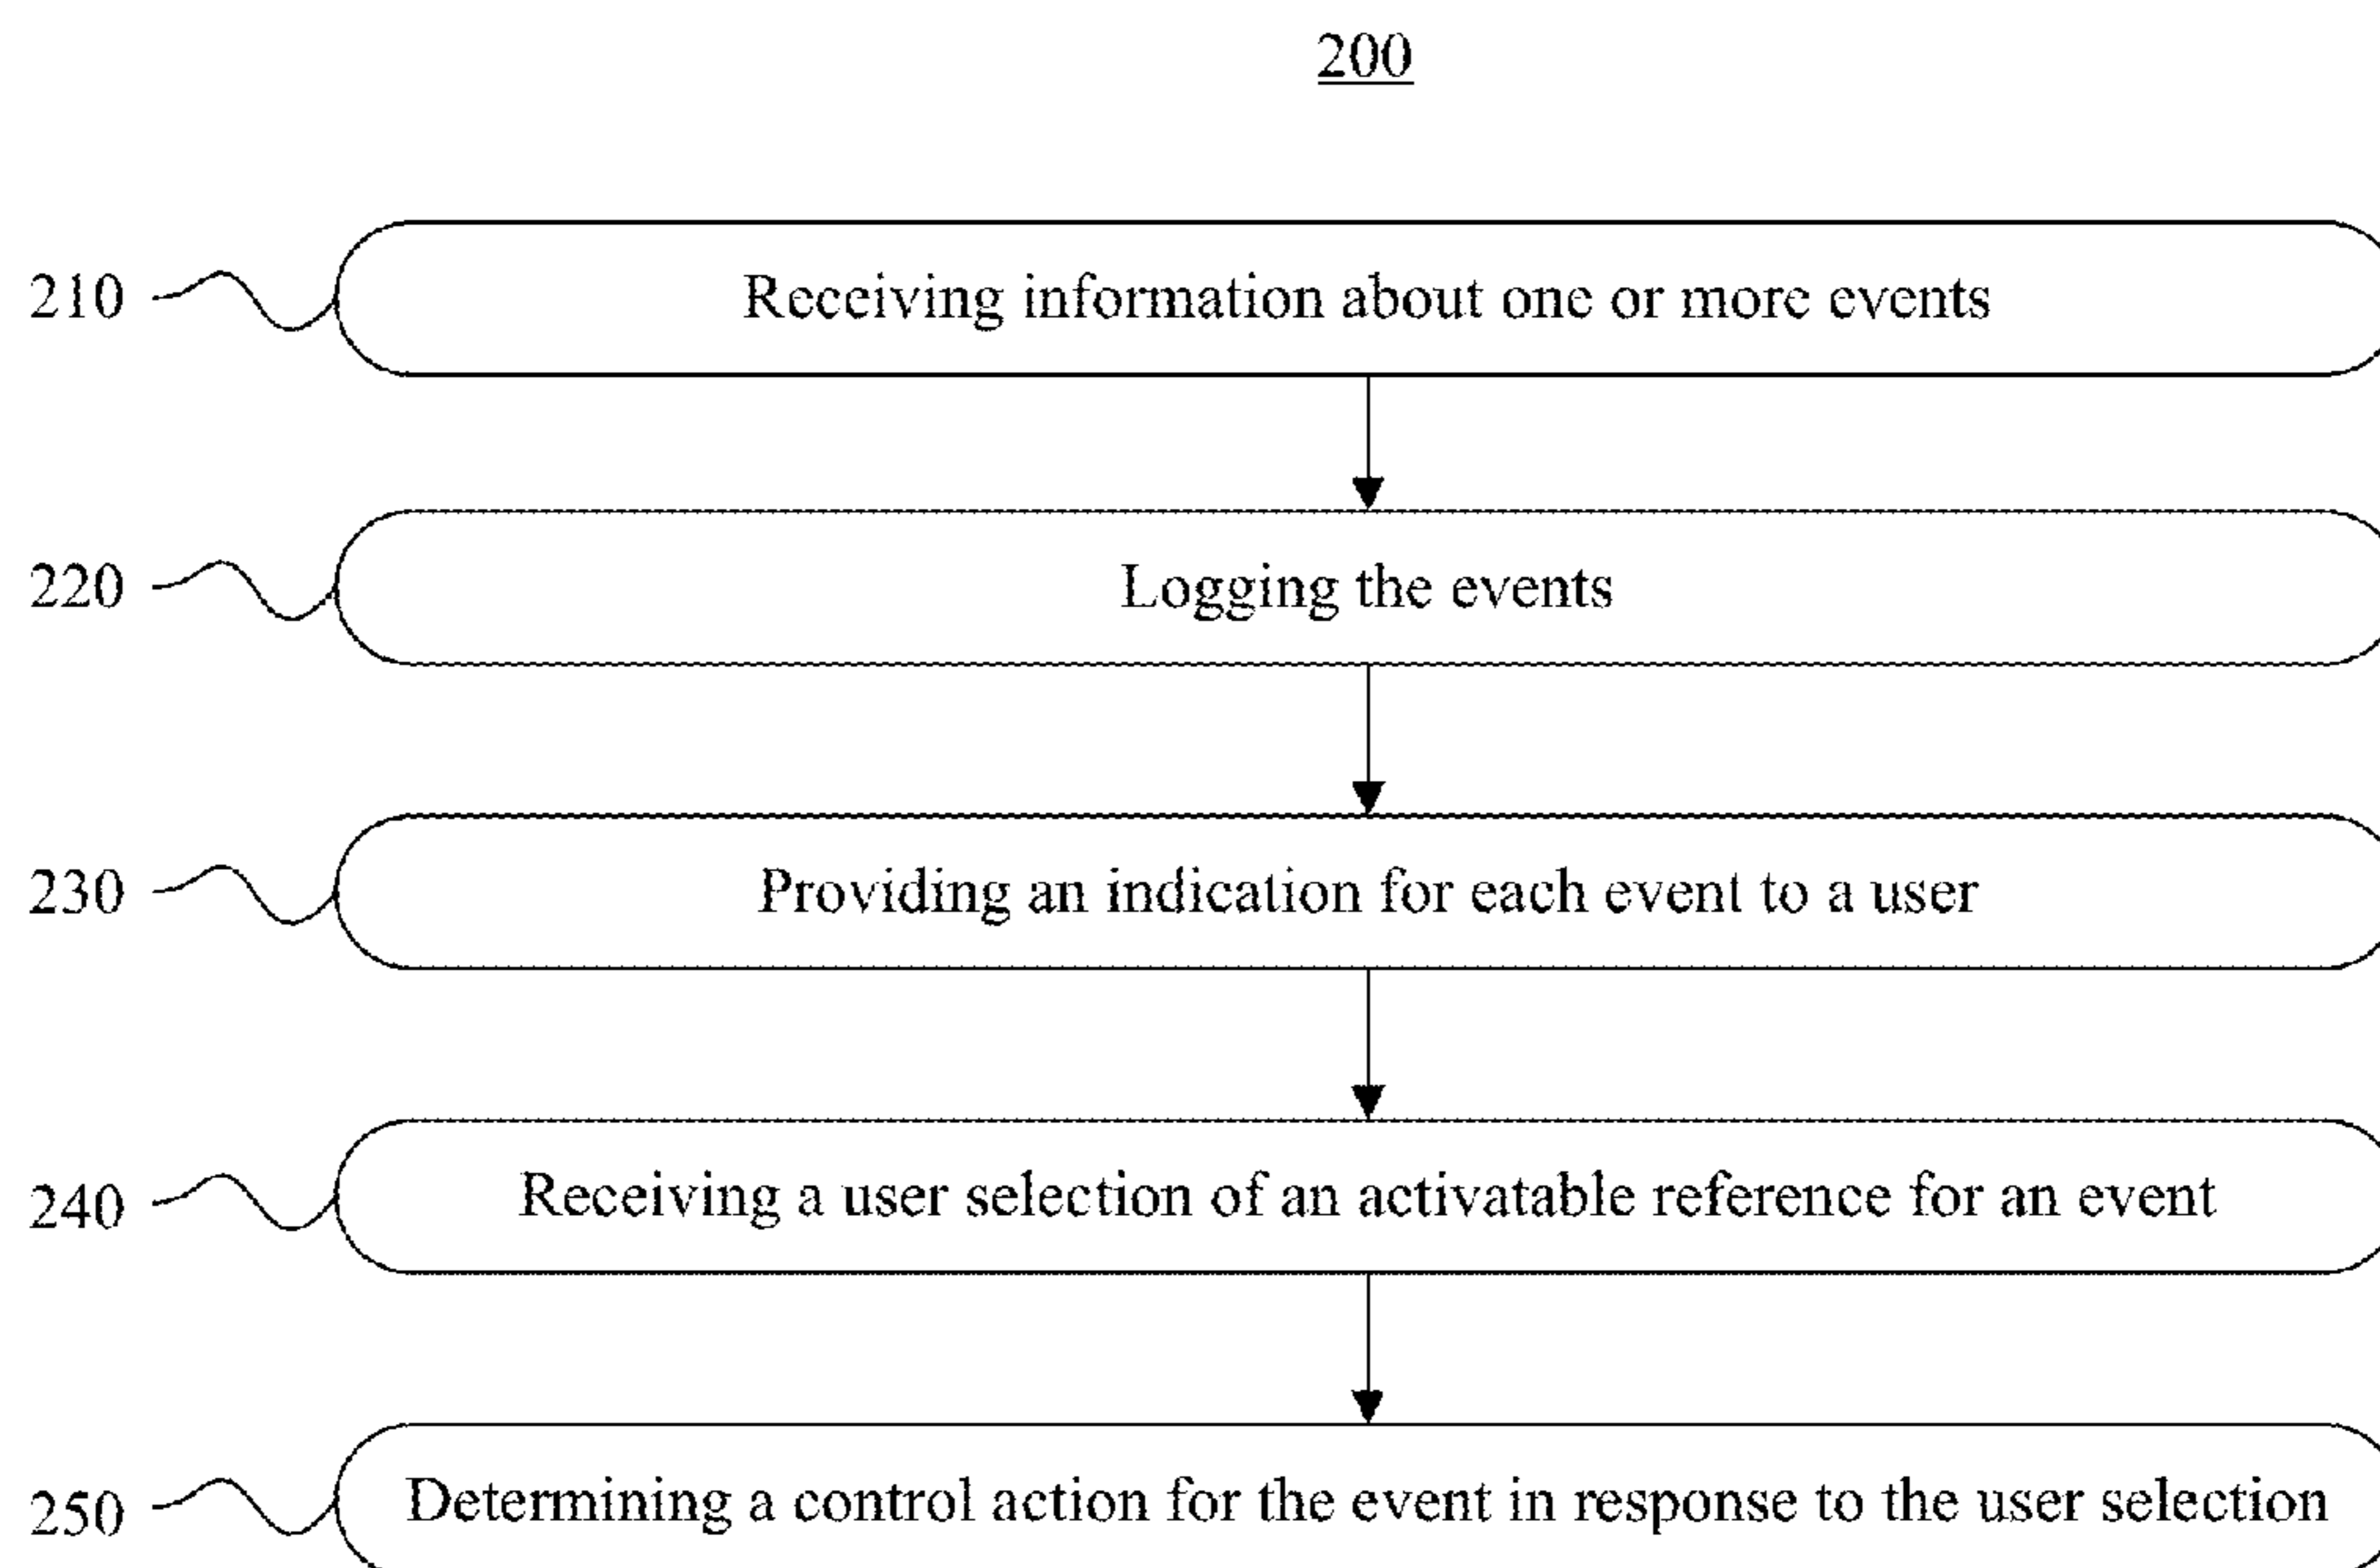 200
210 Receiving information about one or more events
220 Logging the events
230 Providing an indication for each event to a user
240 Receiving a user selection of an activatable reference for an event
250 Determining a control action for the event in response to the user selection